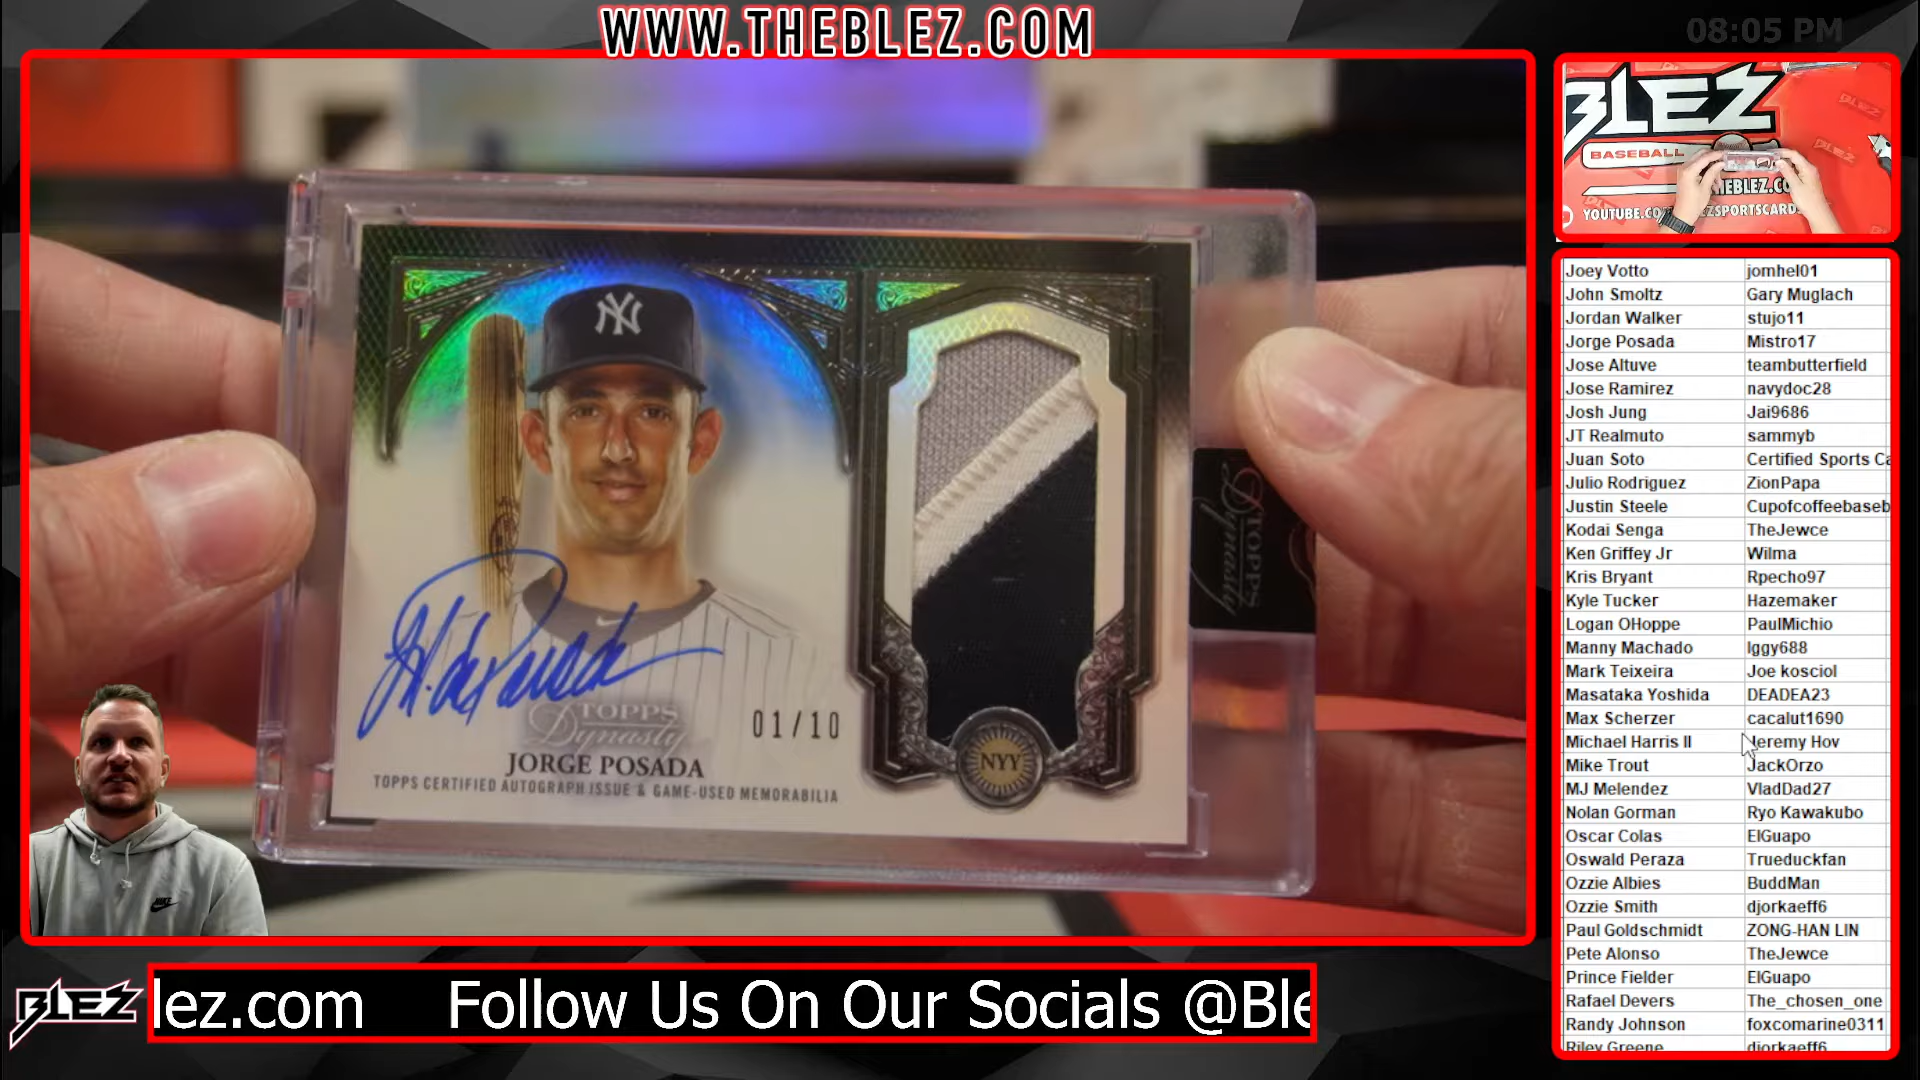 WWW.THEBLEZ.COM
08:05 PM
BLEZ
BASEBALL
NY
01/10
TOPPS
Dynasty
JORGE POSADA
TOPPS CERTIFIED AUTOGRAPH ISSUE & GAME-USED MEMORABILIA
NYY
TOPPS
Dynasty
Joey Votto jomhel01
John Smoltz Gary Muglach
Jordan Walker stujo11
Jorge Posada Mistro17
Jose Altuve teambutterfield
Jose Ramirez navydoc28
Josh Jung Jai9686
JT Realmuto sammyb
Juan Soto Certified Sports Ca
Julio Rodriguez ZionPapa
Justin Steele Cupofcoffeebaseb
Kodai Senga TheJewce
Ken Griffey Jr Wilma
Kris Bryant Rpecho97
Kyle Tucker Hazemaker
Logan OHoppe PaulMichio
Manny Machado Iggy688
Mark Teixeira Joe kosciol
Masataka Yoshida DEADEA23
Max Scherzer cacalut1690
Michael Harris II Jeremy Hov
Mike Trout JackOrzo
MJ Melendez VladDad27
Nolan Gorman Ryo Kawakubo
Oscar Colas ElGuapo
Oswald Peraza Trueduckfan
Ozzie Albies BuddMan
Ozzie Smith djorkaeff6
Paul Goldschmidt ZONG-HAN LIN
Pete Alonso TheJewce
Prince Fielder ElGuapo
Rafael Devers The_chosen_one
Randy Johnson foxcomarine0311
Riley Greene djorkaeff6
BLEZ
lez.com Follow Us On Our Socials @Ble